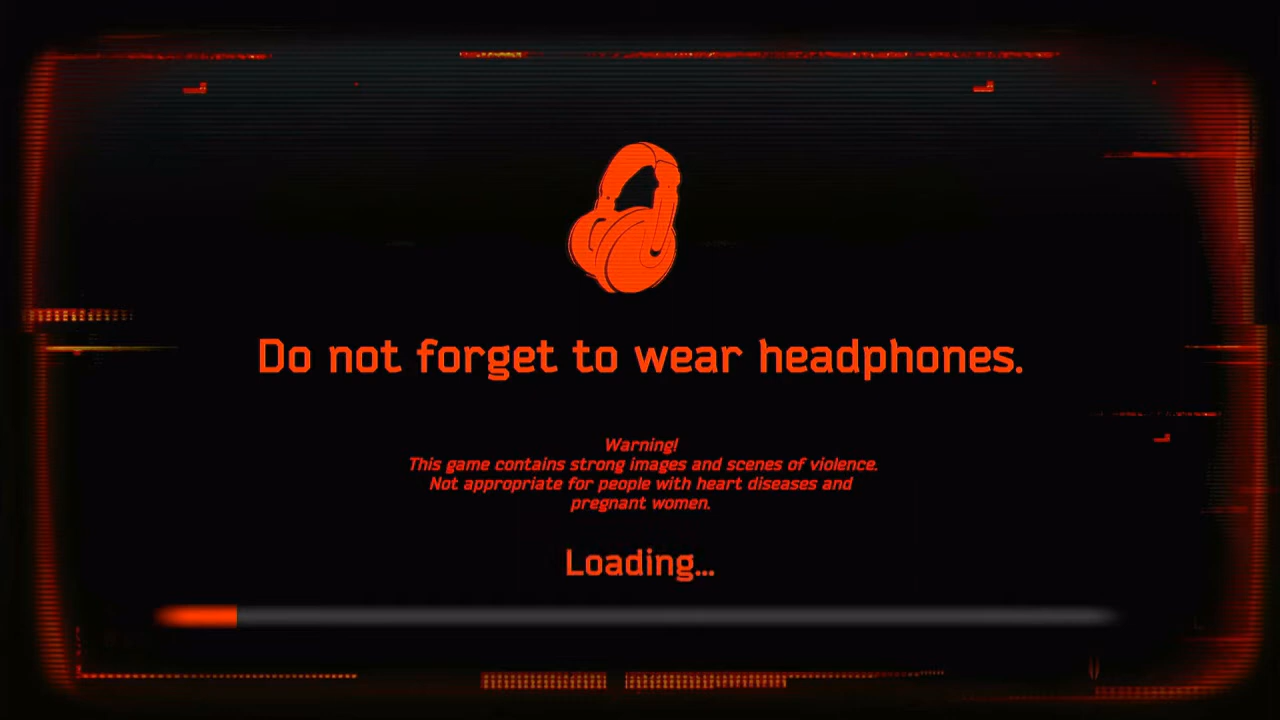 Do not forget to wear headphones.
Warning!
This game contains strong images and scenes of violence.
Not appropriate for people with heart diseases and
pregnant women.
Loading...